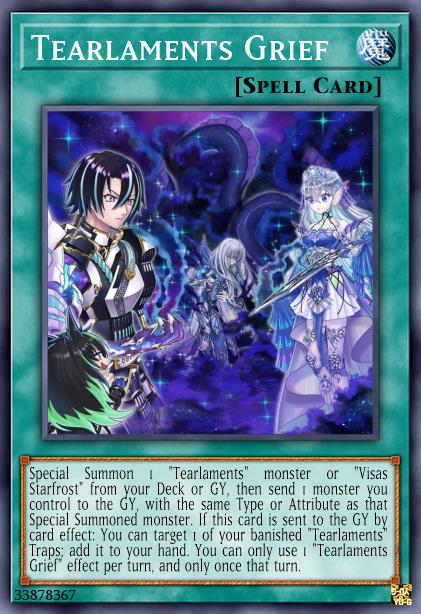 Tearlaments Grief
魔
[Spell Card]
Special Summon 1 "Tearlaments" monster or "Visas
Starfrost" from your Deck or GY, then send 1 monster you
control to the GY, with the same Type or Attribute as that
Special Summoned monster. If this card is sent to the GY by
card effect: You can target 1 of your banished "Tearlaments"
Traps; add it to your hand. You can only use 1 "Tearlaments
Grief" effect per turn, and only once that turn.
33878367